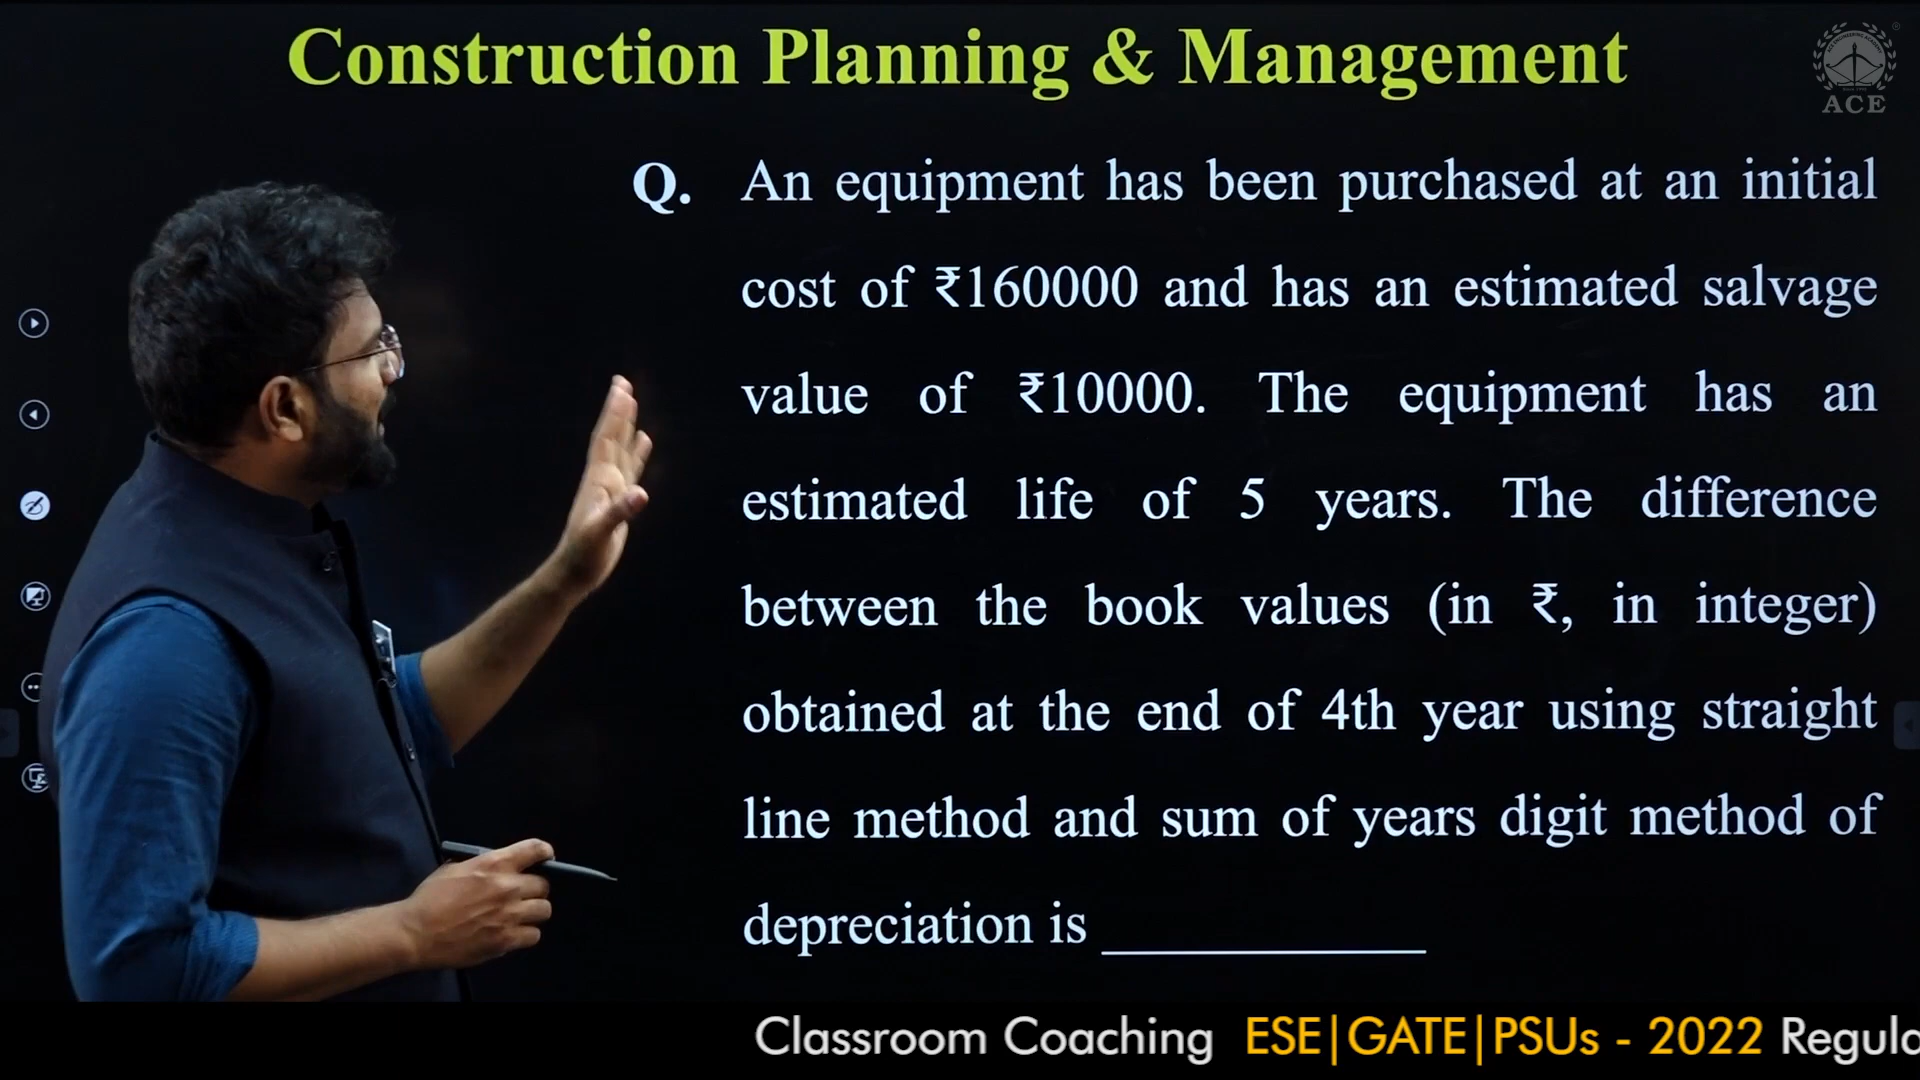 Construction Planning & Management
ACE
Q. An equipment has been purchased at an initial
cost of ₹160000 and has an estimated salvage
value of ₹10000. The equipment has an
estimated life of 5 years. The difference
between the book values (in ₹, in integer)
obtained at the end of 4th year using straight
line method and sum of years digit method of
depreciation is ____________
Classroom Coaching ESE|GATE|PSUs - 2022 Regula